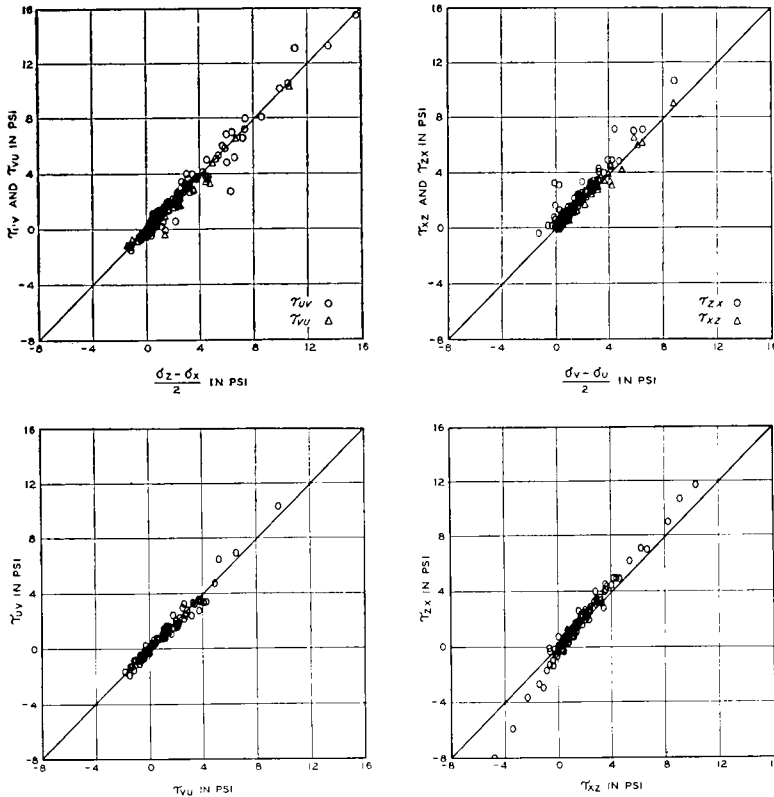 16
12
8
4
0
-4
-8
τUV AND τVU IN PSI
τUV O
τVU Δ
-8 -4 0 4 8 12 16
σZ - σX
2 IN PSI
16
12
8
4
0
-4
-8
τXZ AND τZX IN PSI
τZX O
τXZ Δ
-8 -4 0 4 8 12 16
σV - σU
2 IN PSI
16
12
8
4
0
-4
-8
τUV IN PSI
-8 -4 0 4 8 12 16
τVU IN PSI
16
12
8
4
0
-4
-8
τZX IN PSI
-8 -4 0 4 8 12
τXZ IN PSI